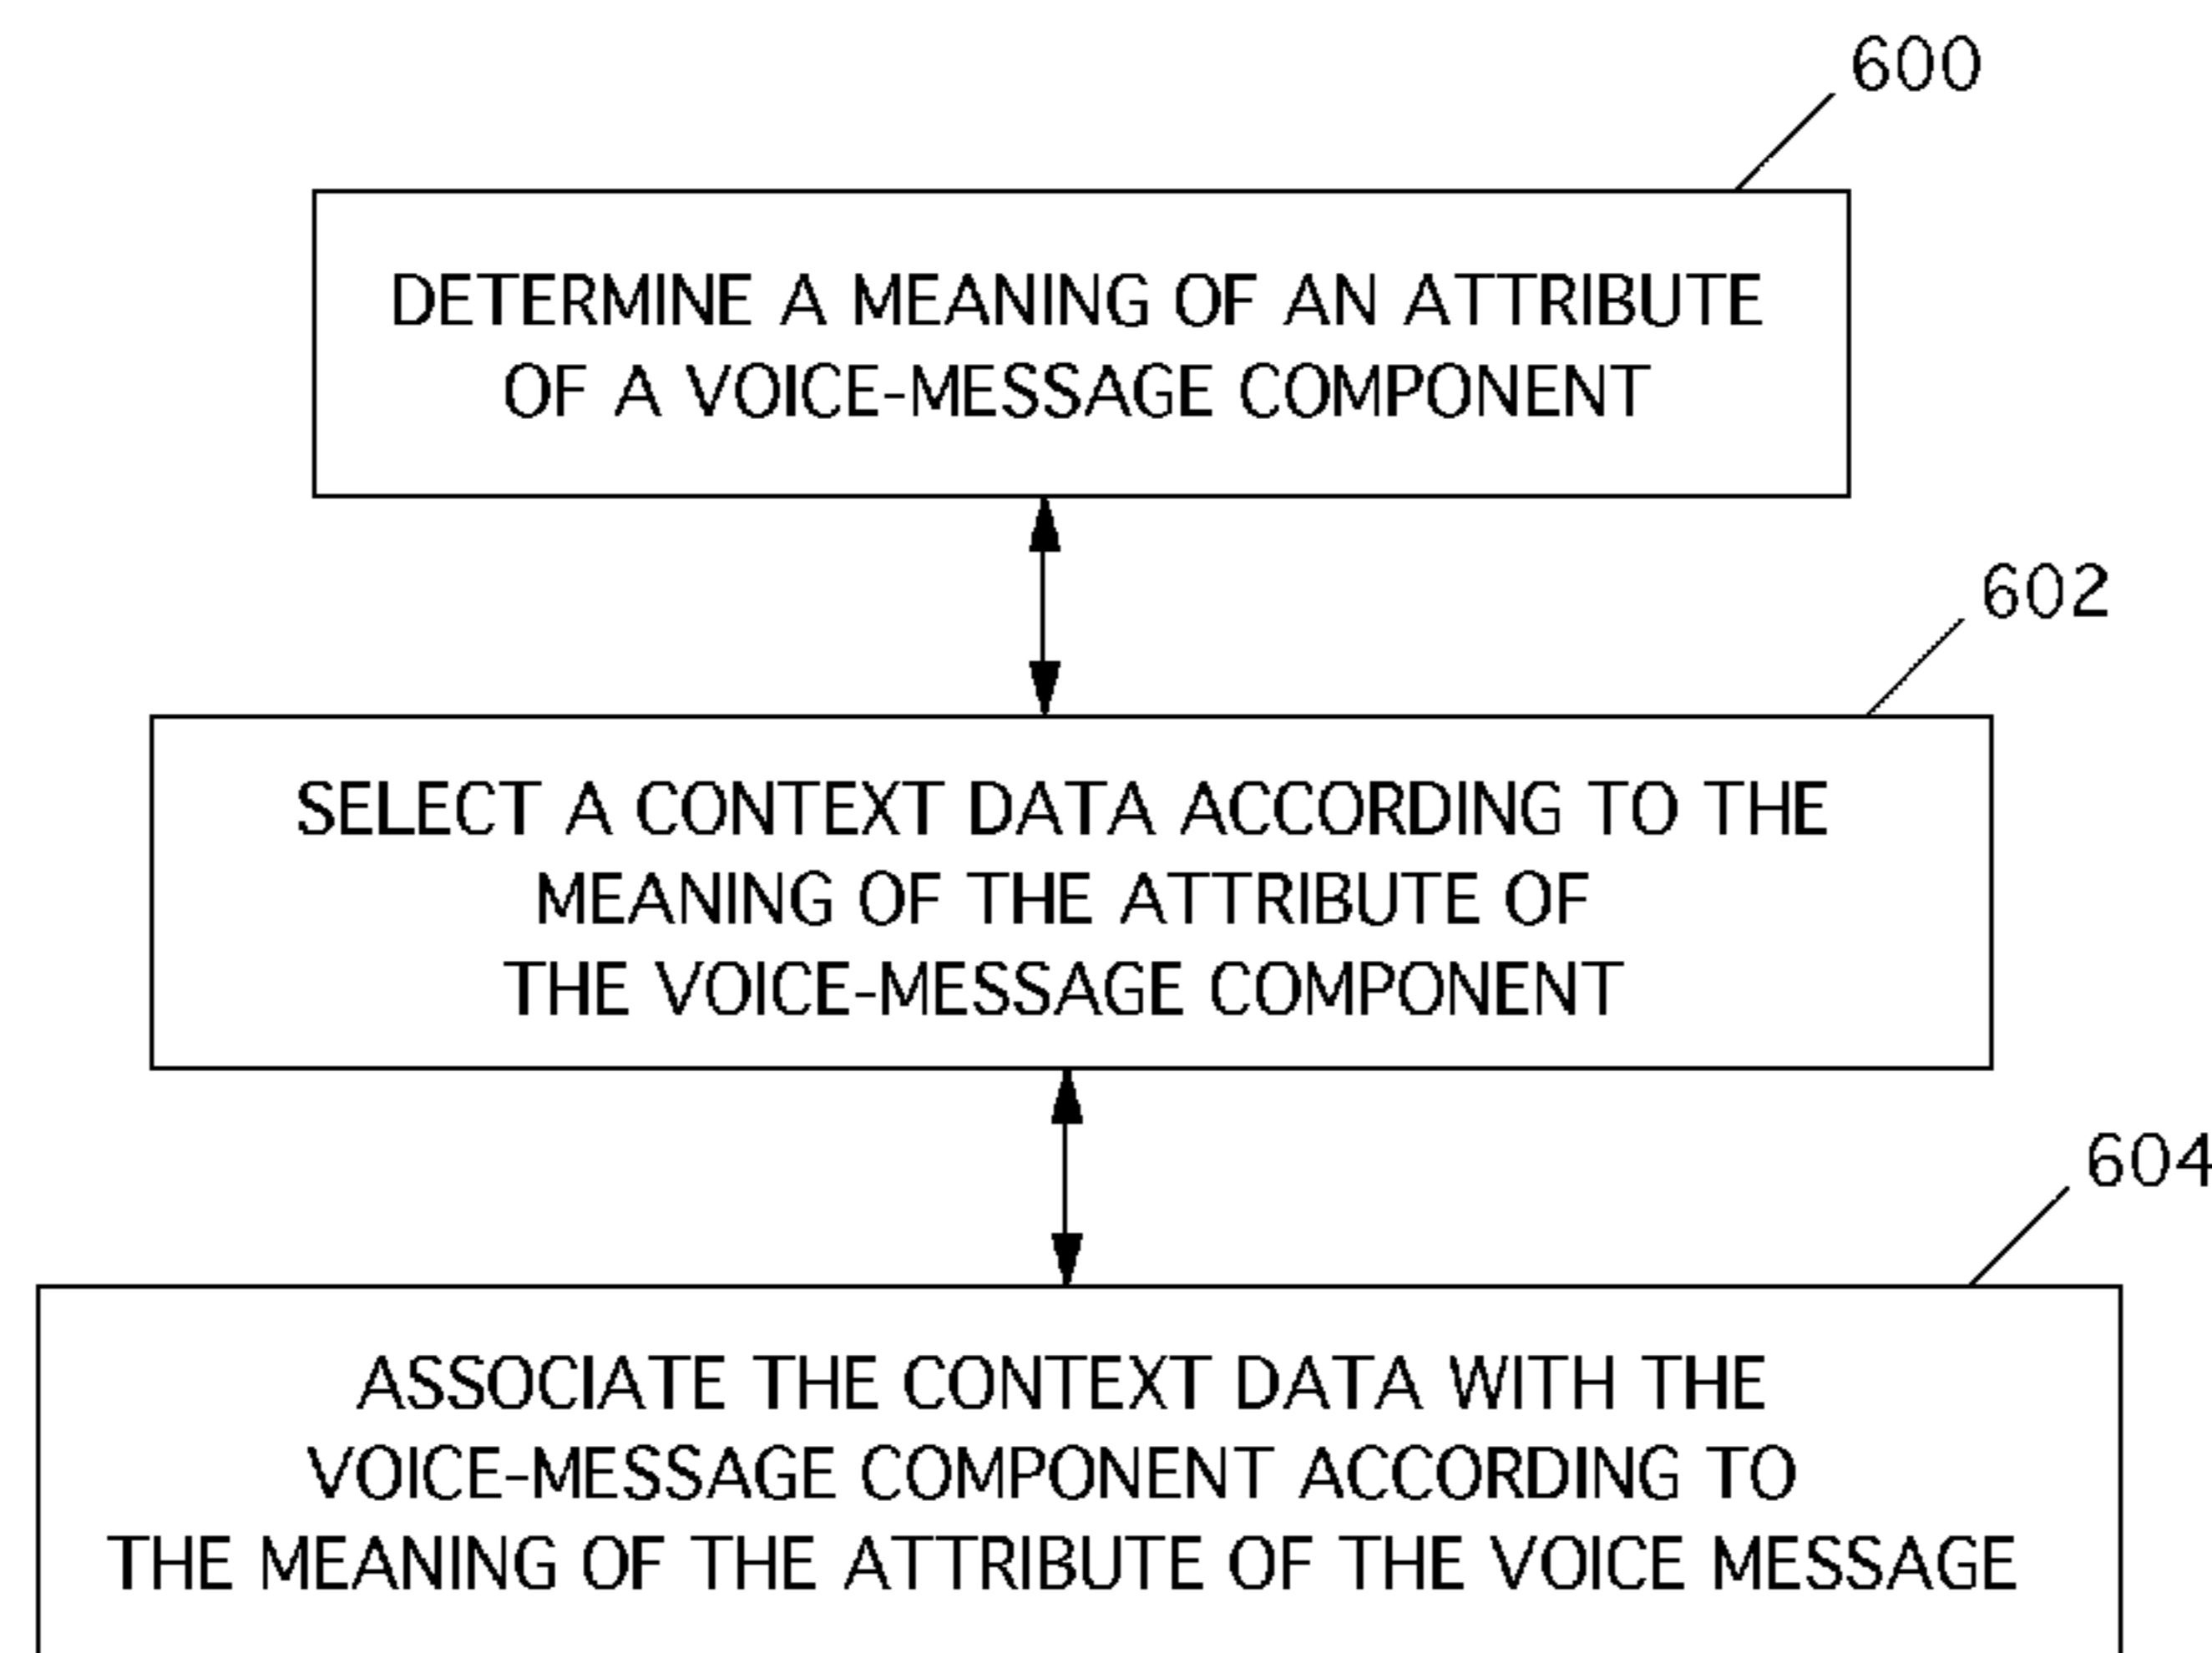 600
DETERMINE A MEANING OF AN ATTRIBUTE
OF A VOICE-MESSAGE COMPONENT
602
SELECT A CONTEXT DATA ACCORDING TO THE
MEANING OF THE ATTRIBUTE OF
THE VOICE-MESSAGE COMPONENT
604
ASSOCIATE THE CONTEXT DATA WITH THE
VOICE-MESSAGE COMPONENT ACCORDING TO
THE MEANING OF THE ATTRIBUTE OF THE VOICE MESSAGE